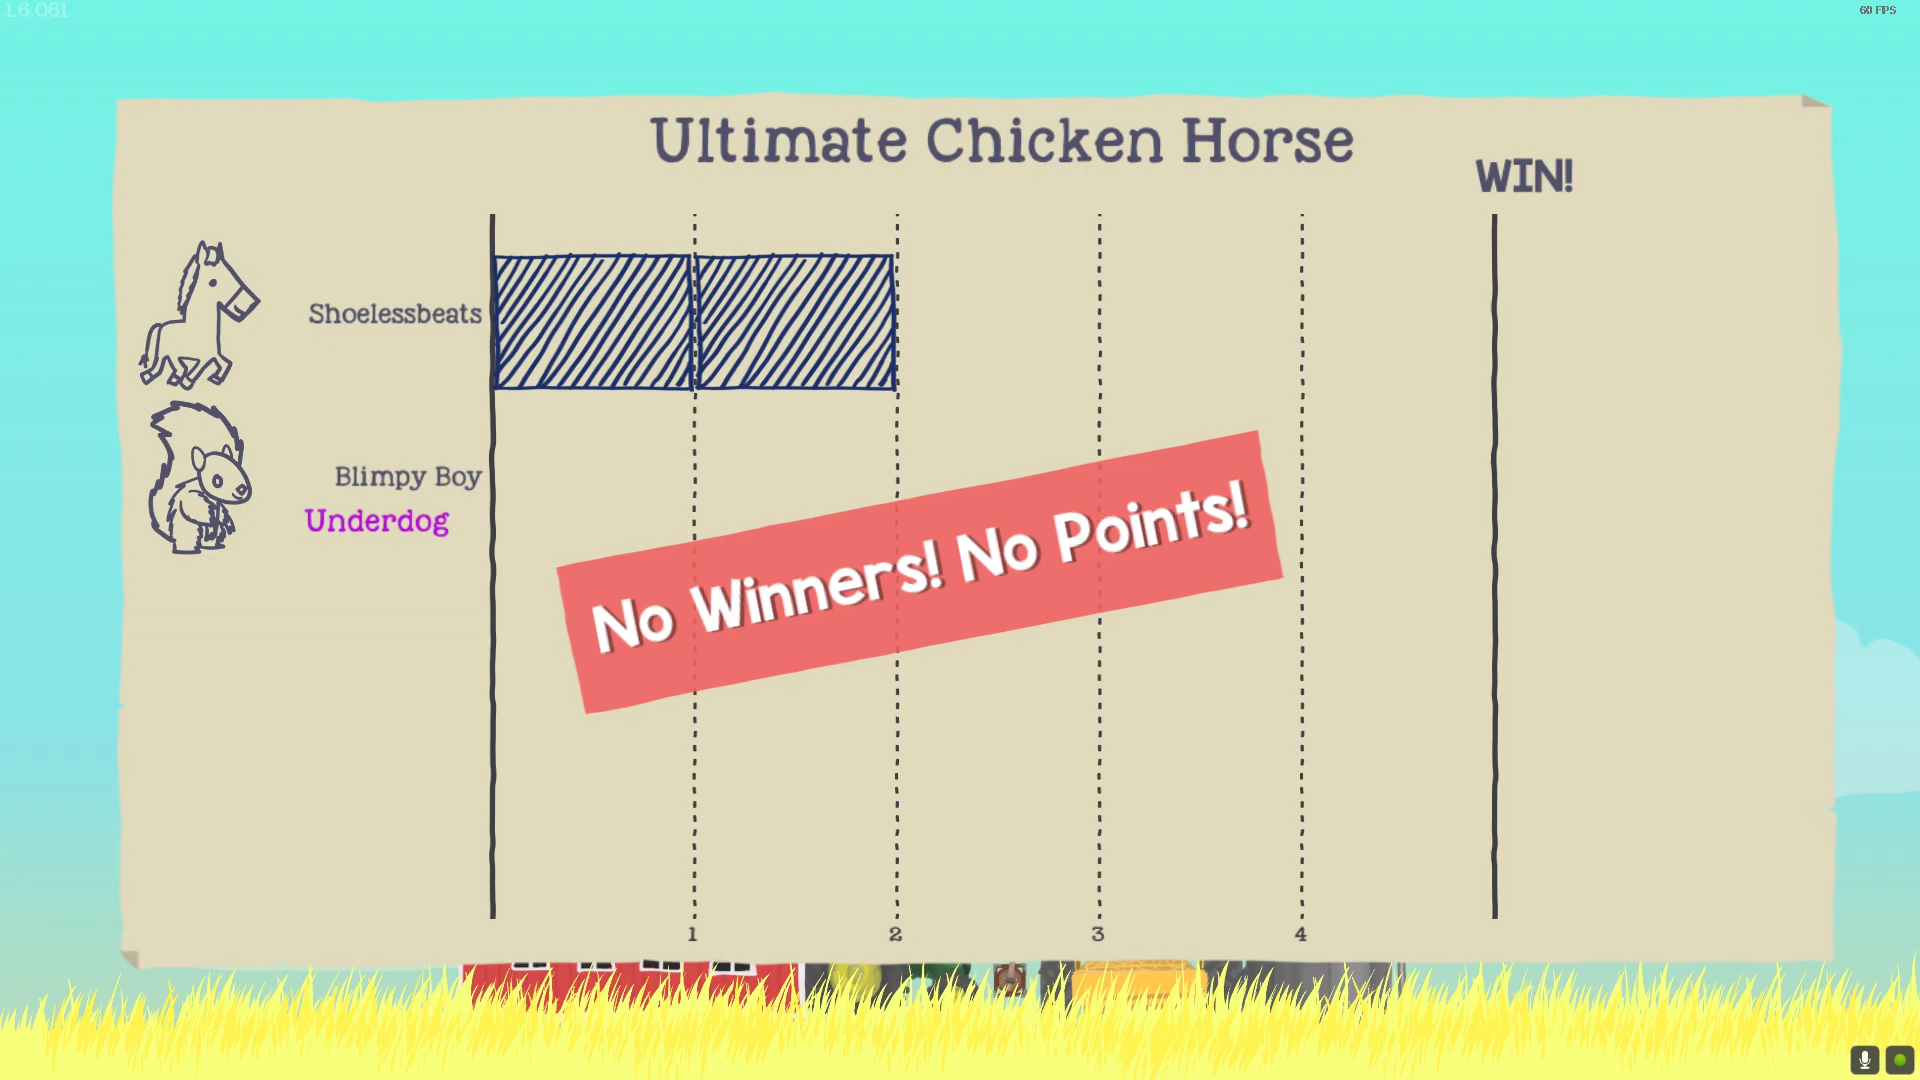 1.6.061
60 FPS
Ultimate Chicken Horse
WIN!
Shoelessbeats
Blimpy Boy
Underdog
No Winners! No Points!
1 2 3 4